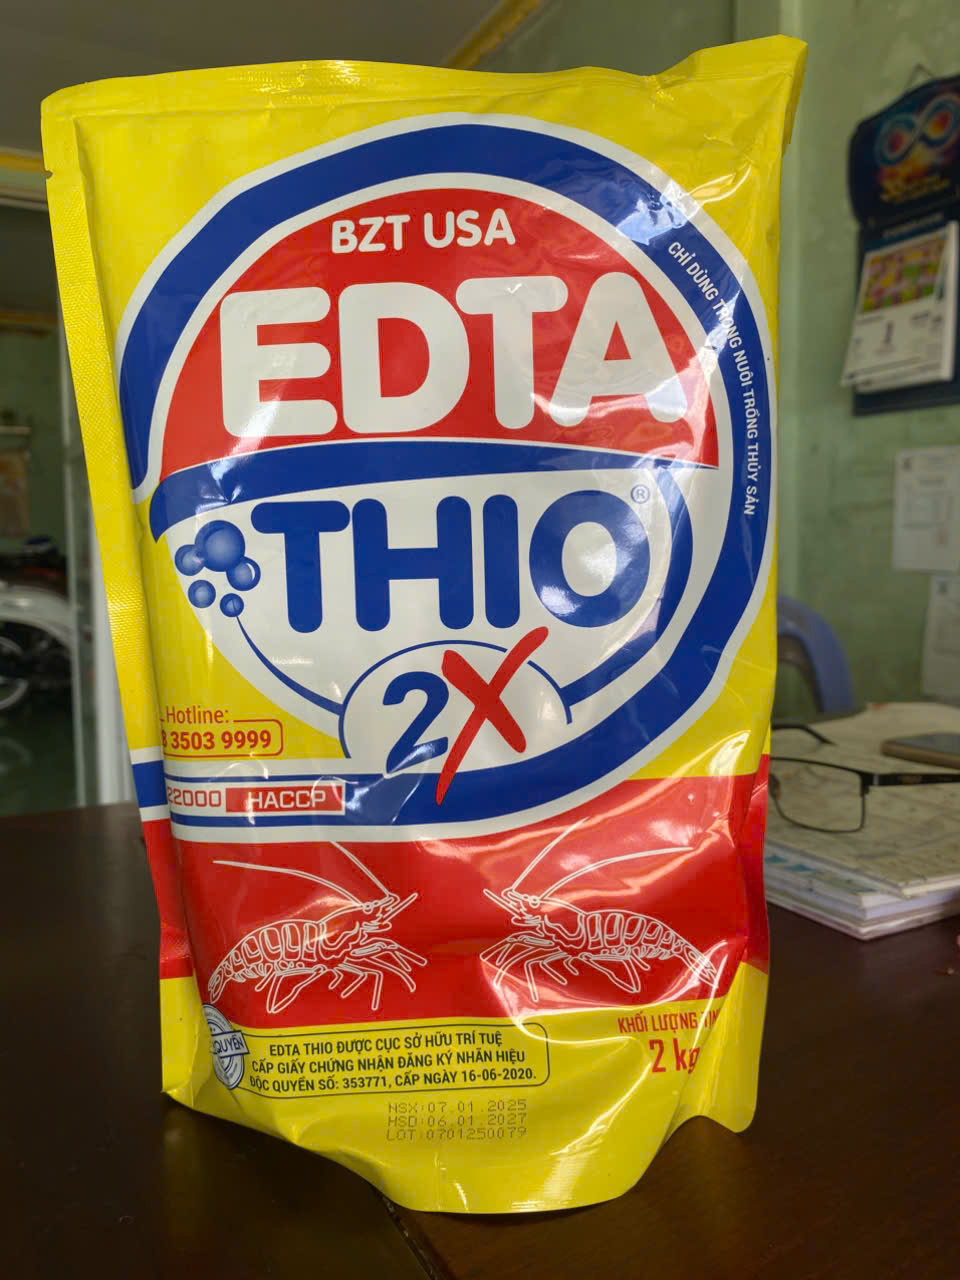 BZT USA
EDTA
THIO®
2X
CHỈ DÙNG TRONG NUÔI TRỒNG THỦY SẢN
Hotline:
3503 9999
22000 HACCP
KHỐI LƯỢNG
2 kg
QUYỀN
EDTA THIO ĐƯỢC CỤC SỞ HỮU TRÍ TUỆ
CẤP GIẤY CHỨNG NHẬN ĐĂNG KÝ NHÃN HIỆU
ĐỘC QUYỀN SỐ: 353771, CẤP NGÀY 16-06-2020.
NSX:07.01.2025
HSD:06.01.2027
LOT:0701250079